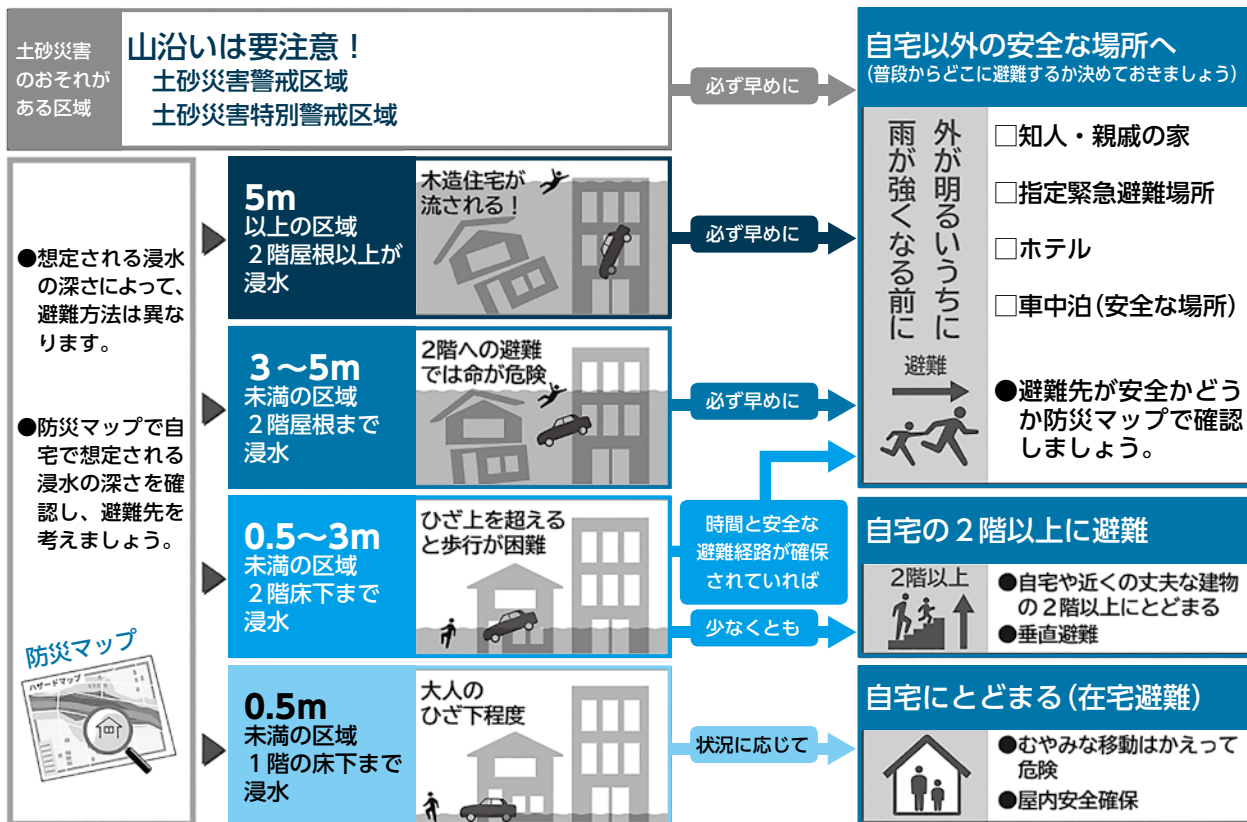 土砂災害
のおそれが
ある区域
山沿いは要注意！
土砂災害警戒区域
土砂災害特別警戒区域
必ず早めに
●想定される浸水
の深さによって、
避難方法は異な
ります。
●防災マップで自
宅で想定される
浸水の深さを確
認し、避難先を
考えましょう。
防災マップ
ハザードマップ
5m
以上の区域
２階屋根以上が
浸水
木造住宅が
流される！
必ず早めに
３～5m
未満の区域
２階屋根まで
浸水
2階への避難
では命が危険
必ず早めに
0.5～3m
未満の区域
２階床下まで
浸水
ひざ上を超える
と歩行が困難
時間と安全な
避難経路が確保
されていれば
少なくとも
0.5m
未満の区域
１階の床下まで
浸水
大人の
ひざ下程度
状況に応じて
自宅以外の安全な場所へ
(普段からどこに避難するか決めておきましょう)
外が明るいうちに
雨が強くなる前に
避難
□知人・親戚の家
□指定緊急避難場所
□ホテル
□車中泊(安全な場所)
●避難先が安全かどう
か防災マップで確認
しましょう。
自宅の２階以上に避難
2階以上
●自宅や近くの丈夫な建物
の２階以上にとどまる
●垂直避難
自宅にとどまる(在宅避難)
●むやみな移動はかえって
危険
●屋内安全確保